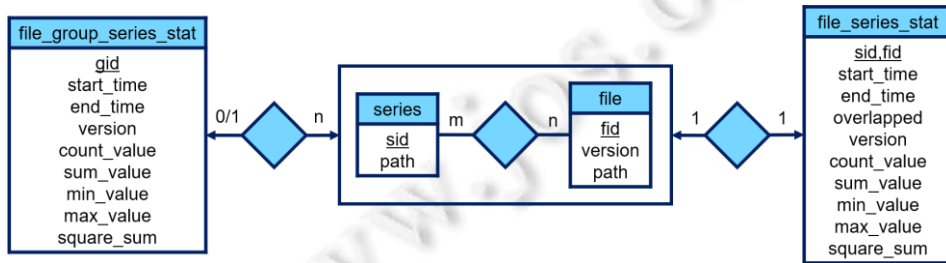 file_group_series_stat
gid
start_time
end_time
version
count_value
sum_value
min_value
max_value
square_sum
0/1
n
series
sid
path
m
n
file
fid
version
path
1
1
file_series_stat
sid,fid
start_time
end_time
overlapped
version
count_value
sum_value
min_value
max_value
square_sum